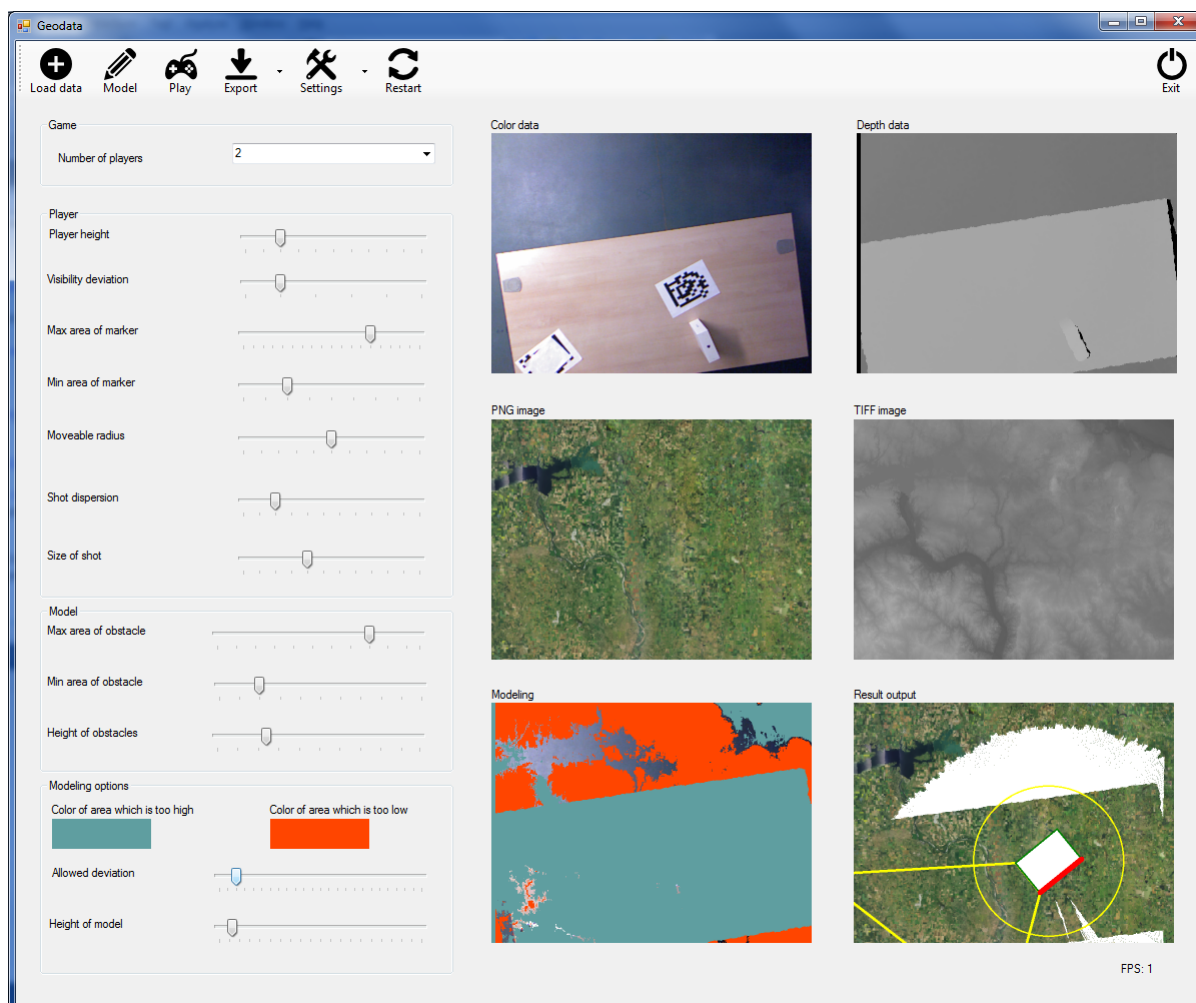 Geodata
Load data
Model
Play
Export
Settings
Restart
Exit
Game
Number of players
2
Player
Player height
Visibility deviation
Max area of marker
Min area of marker
Moveable radius
Shot dispersion
Size of shot
Model
Max area of obstacle
Min area of obstacle
Height of obstacles
Modeling options
Color of area which is too high
Color of area which is too low
Allowed deviation
Height of model
Color data
Depth data
PNG image
TIFF image
Modeling
Result output
FPS: 1